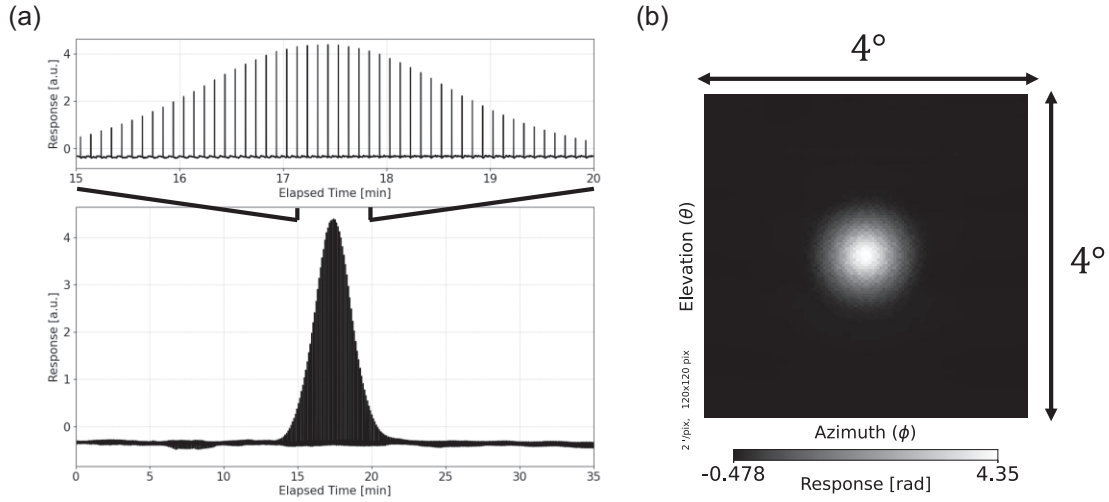 (a)
Response [a.u.]
4
2
0
15 16 17 18 19 20
Elapsed Time [min]
Response [a.u.]
4
3
2
1
0
0 5 10 15 20 25 30 35
Elapsed Time [min]
(b)
4°
4°
Elevation (θ)
2 '/pix, 120x120 pix
Azimuth (ϕ)
-0.478 4.35
Response [rad]